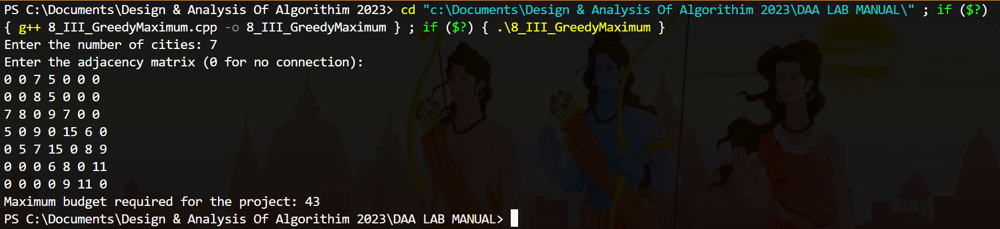 PS C:\Documents\Design & Analysis Of Algorithim 2023> cd "c:\Documents\Design & Analysis Of Algorithim 2023\DAA LAB MANUAL\" ; if ($?)
{ g++ 8_III_GreedyMaximum.cpp -o 8_III_GreedyMaximum } ; if ($?) { .\8_III_GreedyMaximum }
Enter the number of cities: 7
Enter the adjacency matrix (0 for no connection):
0 0 7 5 0 0 0
0 0 8 5 0 0 0
7 8 0 9 7 0 0
5 0 9 0 15 6 0
0 5 7 15 0 8 9
0 0 0 6 8 0 11
0 0 0 0 9 11 0
Maximum budget required for the project: 43
PS C:\Documents\Design & Analysis Of Algorithim 2023\DAA LAB MANUAL>